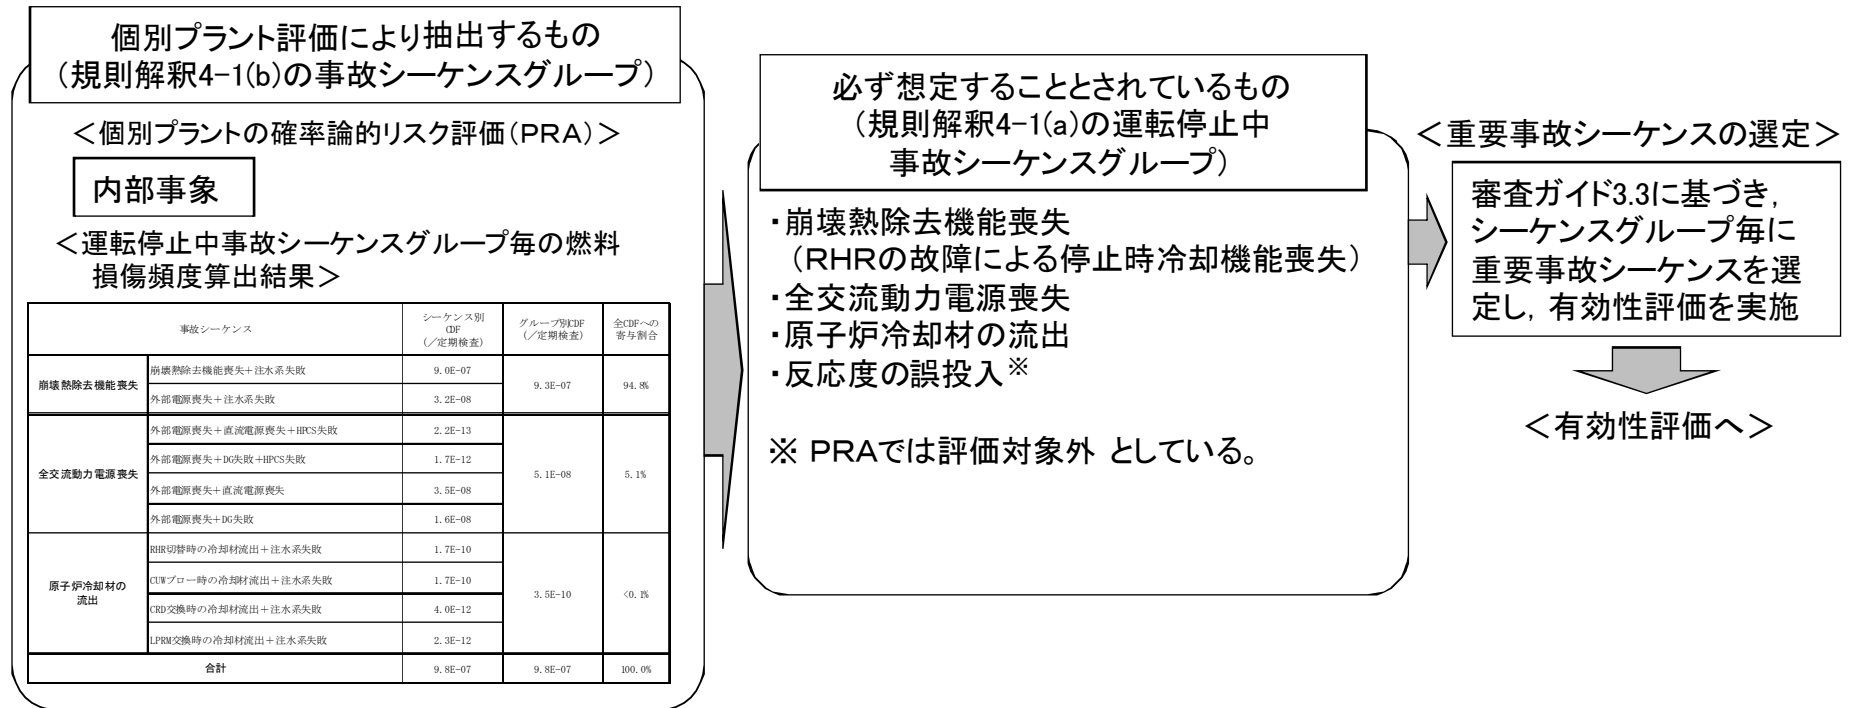 個別プラント評価により抽出するもの
（規則解釈4-1(b)の事故シーケンスグループ）
＜個別プラントの確率論的リスク評価（ＰＲＡ）＞
内部事象
＜運転停止中事故シーケンスグループ毎の燃料
損傷頻度算出結果＞
事故シーケンス
シーケンス別
CDF
(／定期検査)
グループ別CDF
(／定期検査)
全CDFへの
寄与割合
崩壊熱除去機能喪失
崩壊熱除去機能喪失＋注水系失敗
9.0E-07
9.3E-07
94.8%
外部電源喪失＋注水系失敗
3.2E-08
全交流動力電源喪失
外部電源喪失＋直流電源喪失＋HPCS失敗
2.2E-13
5.1E-08
5.1%
外部電源喪失＋DG失敗＋HPCS失敗
1.7E-12
外部電源喪失＋直流電源喪失
3.5E-08
外部電源喪失＋DG失敗
1.6E-08
原子炉冷却材の
流出
RHR切替時の冷却材流出＋注水系失敗
1.7E-10
3.5E-10
<0.1%
CUWブロー時の冷却材流出＋注水系失敗
1.7E-10
CRD交換時の冷却材流出＋注水系失敗
4.0E-12
LPRM交換時の冷却材流出＋注水系失敗
2.3E-12
合計
9.8E-07
9.8E-07
100.0%
必ず想定することとされているもの
（規則解釈4-1(a)の運転停止中
事故シーケンスグループ）
・崩壊熱除去機能喪失
（ＲＨＲの故障による停止時冷却機能喪失）
・全交流動力電源喪失
・原子炉冷却材の流出
・反応度の誤投入※
※ ＰＲＡでは評価対象外 としている。
＜重要事故シーケンスの選定＞
審査ガイド3.3に基づき，
シーケンスグループ毎に
重要事故シーケンスを選
定し，有効性評価を実施
＜有効性評価へ＞